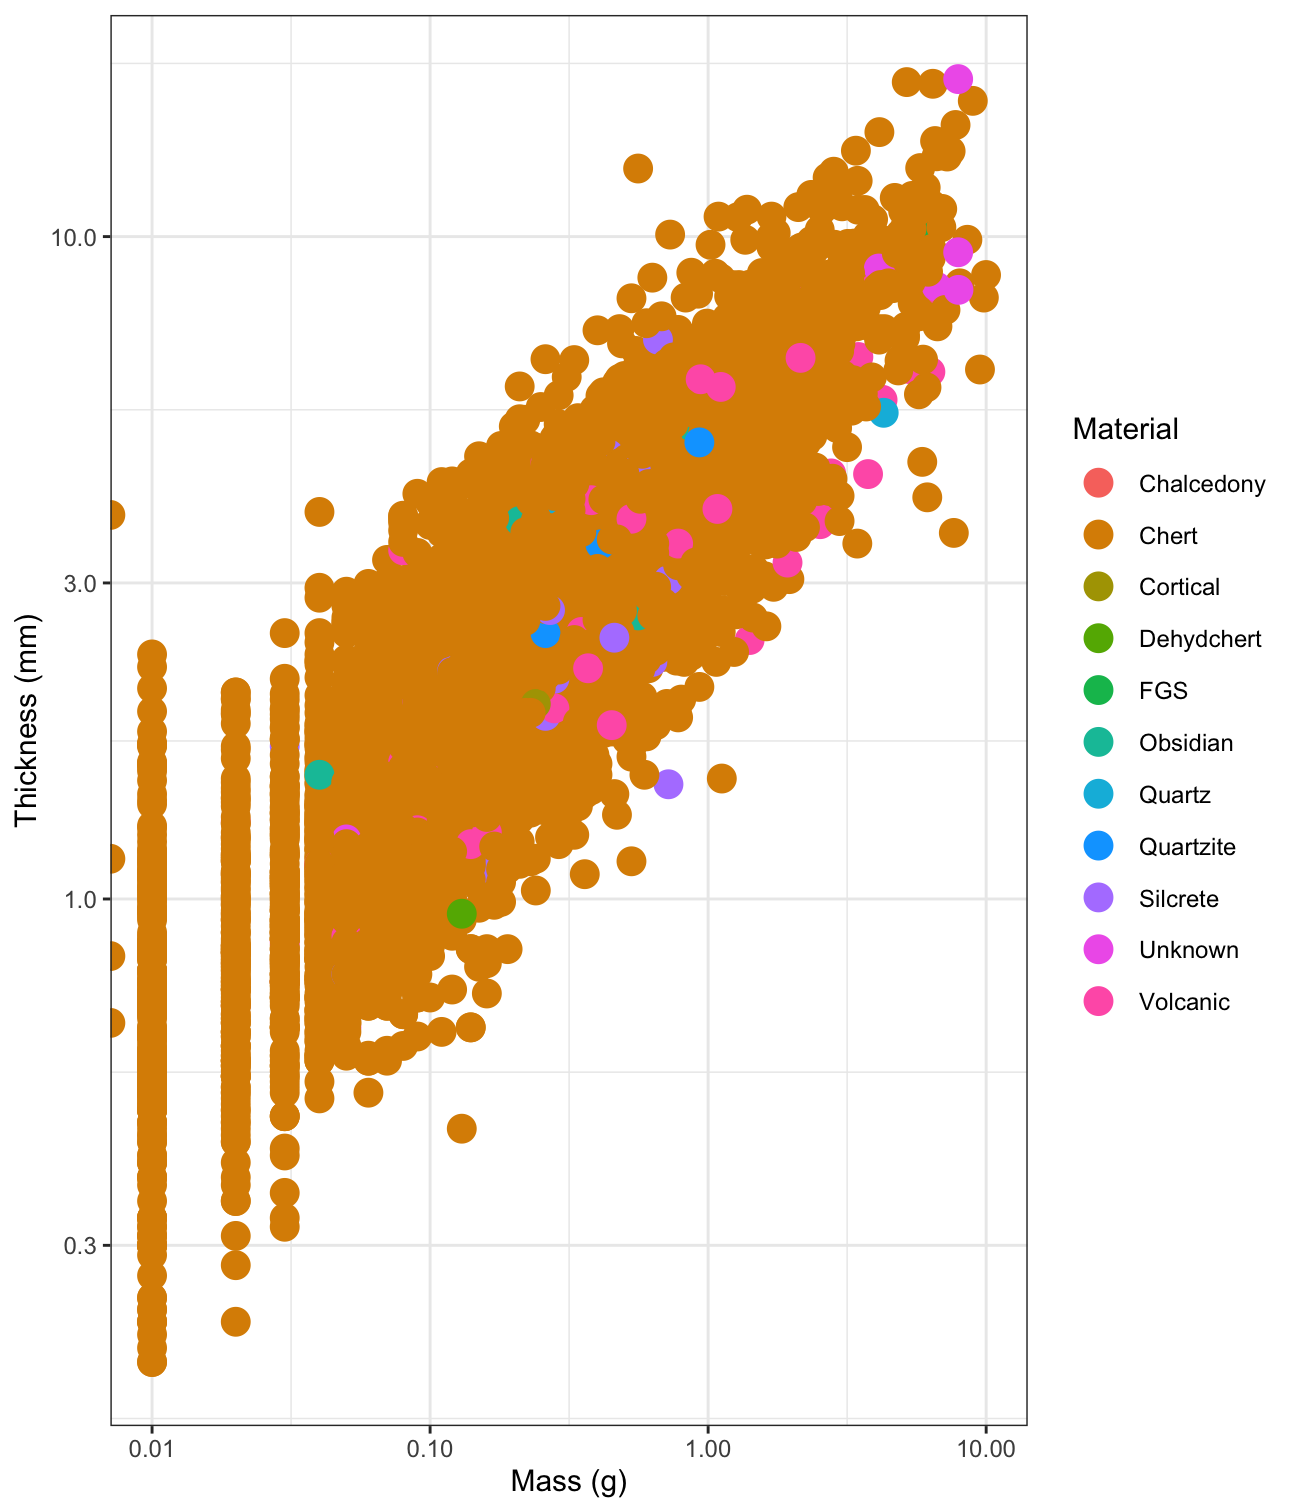 Thickness (mm)
10.0
3.0
1.0
0.3
0.01
0.10
1.00
10.00
Mass (g)
Material
Chalcedony
Chert
Cortical
Dehydchert
FGS
Obsidian
Quartz
Quartzite
Silcrete
Unknown
Volcanic